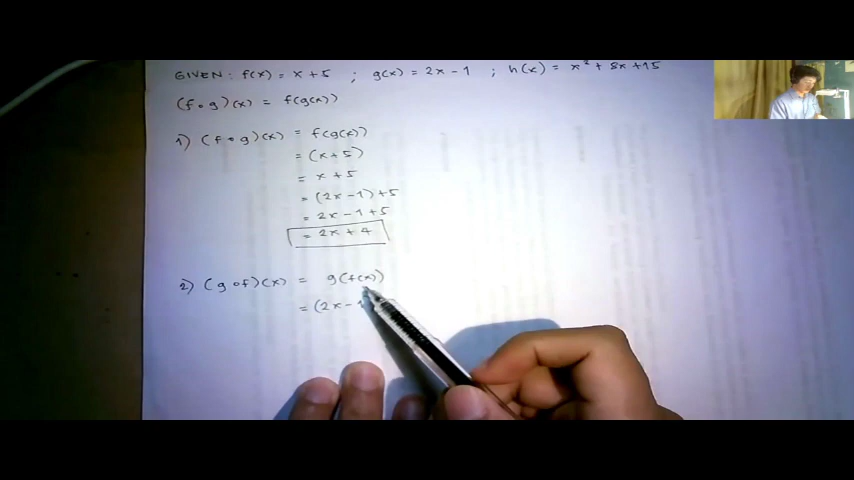 GIVEN: f(x) = x + 5 ; g(x) = 2x - 1 ; h(x) = x² + 8x + 15
(f ∘ g)(x) = f(g(x))
1) (f ∘ g)(x) = f(g(x))
= (x + 5)
= x + 5
= (2x - 1) + 5
= 2x - 1 + 5
= 2x + 4
2) (g ∘ f)(x) = g(f(x))
= (2x -